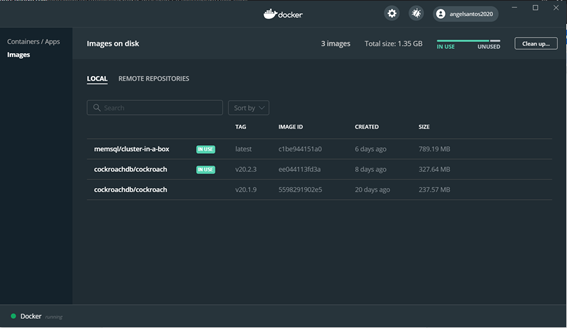 docker
angelsantos2020
Containers / Apps
Images
Images on disk
3 images
Total size: 1.35 GB
IN USE
UNUSED
Clean up...
LOCAL
REMOTE REPOSITORIES
Search
Sort by
TAG IMAGE ID CREATED SIZE
memsql/cluster-in-a-box IN USE latest c1be944151a0 6 days ago 789.19 MB
cockroachdb/cockroach IN USE v20.2.3 ee044113fd3a 8 days ago 327.64 MB
cockroachdb/cockroach v20.1.9 5598291902e5 20 days ago 237.57 MB
Docker running